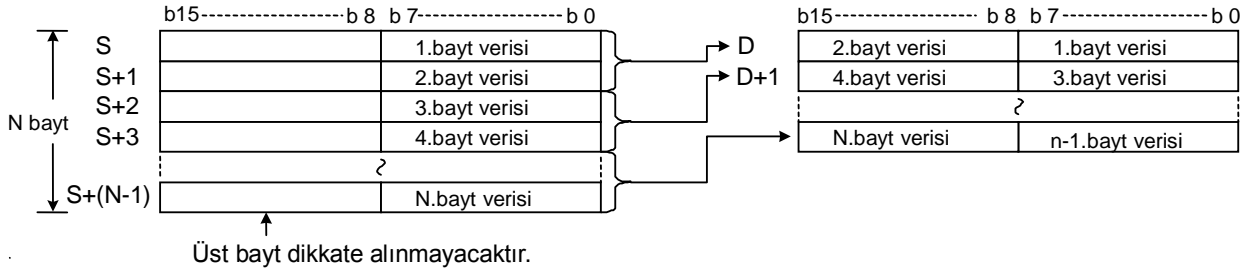 b15------------------b 8 b 7------------------b 0
S 1.bayt verisi
S+1 2.bayt verisi
S+2 3.bayt verisi
N bayt
S+3 4.bayt verisi
S+(N-1) N.bayt verisi
Üst bayt dikkate alınmayacaktır.
b15------------------b 8 b 7------------------b 0
D 2.bayt verisi 1.bayt verisi
D+1 4.bayt verisi 3.bayt verisi
N.bayt verisi n-1.bayt verisi